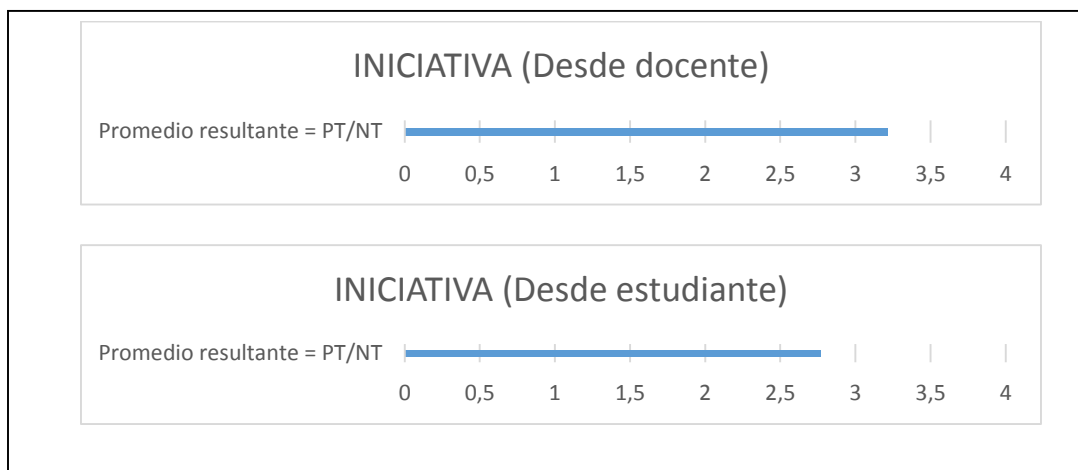 INICIATIVA (Desde docente)
Promedio resultante = PT/NT
0 0,5 1 1,5 2 2,5 3 3,5 4
INICIATIVA (Desde estudiante)
Promedio resultante = PT/NT
0 0,5 1 1,5 2 2,5 3 3,5 4